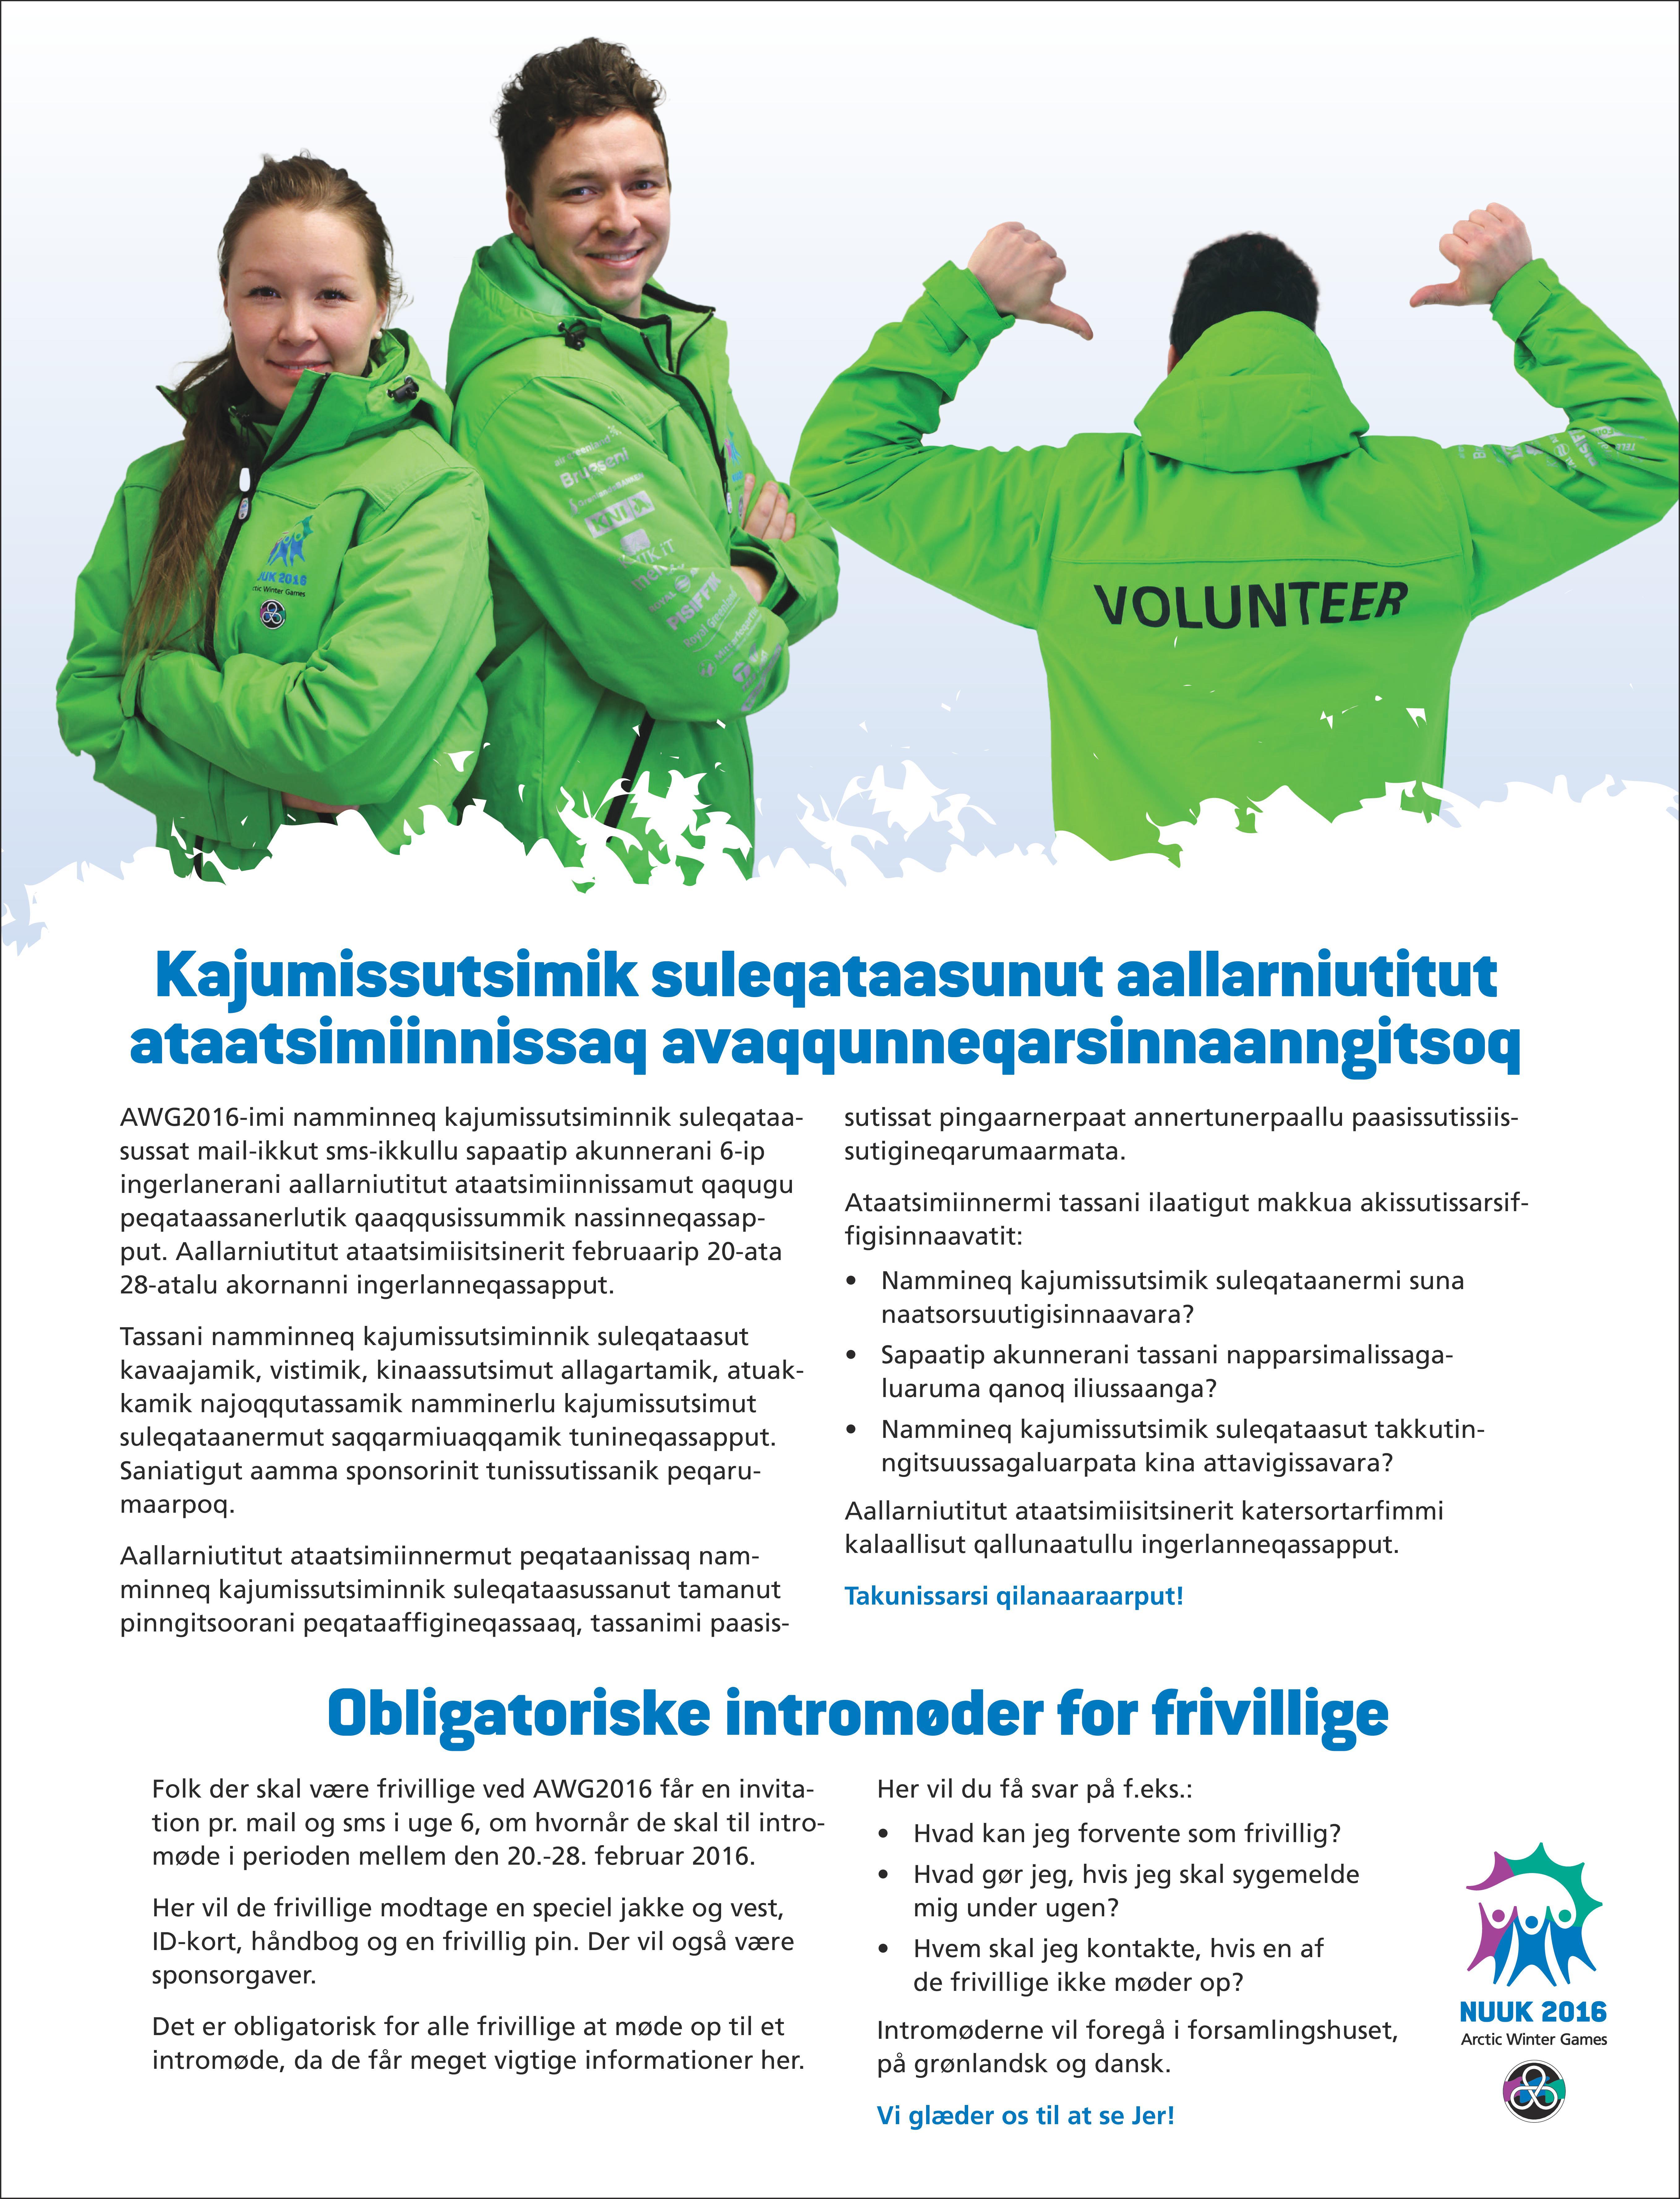 VOLUNTEER
NUUK 2016
KNI
PISIFFIK
Royal Greenland
Kajumissutsimik suleqataasunut aallarniutitut
ataatsimiinnissaq avaqqunneqarsinnaanngitsoq
AWG2016-imi namminneq kajumissutsiminnik suleqataa-
sussat mail-ikkut sms-ikkullu sapaatip akunnerani 6-ip
ingerlanerani aallarniutitut ataatsimiinnissamut qaqugu
peqataassanerlutik qaaqqusissummik nassinneqassap-
put. Aallarniutitut ataatsimiisitsinerit februaarip 20-ata
28-atalu akornanni ingerlanneqassapput.
Tassani namminneq kajumissutsiminnik suleqataasut
kavaajamik, vistimik, kinaassutsimut allagartamik, atuak-
kamik najoqqutassamik namminerlu kajumissutsimut
suleqataanermut saqqarmiuaqqamik tunineqassapput.
Saniatigut aamma sponsorinit tunissutissanik peqaru-
maarpoq.
Aallarniutitut ataatsimiinnermut peqataanissaq nam-
minneq kajumissutsiminnik suleqataasussanut tamanut
pinngitsoorani peqataaffigineqassaaq, tassanimi paasis-
sutissat pingaarnerpaat annertunerpaallu paasissutissiis-
sutigineqarumaarmata.
Ataatsimiinnermi tassani ilaatigut makkua akissutissarsif-
figisinnaavatit:
• Nammineq kajumissutsimik suleqataanermi suna
naatsorsuutigisinnaavara?
• Sapaatip akunnerani tassani napparsimalissaga-
luaruma qanoq iliussaanga?
• Nammineq kajumissutsimik suleqataasut takkutin-
ngitsuussagaluarpata kina attavigissavara?
Aallarniutitut ataatsimiisitsinerit katersortarfimmi
kalaallisut qallunaatullu ingerlanneqassapput.
Takunissarsi qilanaaraarput!
Obligatoriske intromøder for frivillige
Folk der skal være frivillige ved AWG2016 får en invita-
tion pr. mail og sms i uge 6, om hvornår de skal til intro-
møde i perioden mellem den 20.-28. februar 2016.
Her vil de frivillige modtage en speciel jakke og vest,
ID-kort, håndbog og en frivillig pin. Der vil også være
sponsorgaver.
Det er obligatorisk for alle frivillige at møde op til et
intromøde, da de får meget vigtige informationer her.
Her vil du få svar på f.eks.:
• Hvad kan jeg forvente som frivillig?
• Hvad gør jeg, hvis jeg skal sygemelde
mig under ugen?
• Hvem skal jeg kontakte, hvis en af
de frivillige ikke møder op?
Intromøderne vil foregå i forsamlingshuset,
på grønlandsk og dansk.
Vi glæder os til at se Jer!
NUUK 2016
Arctic Winter Games